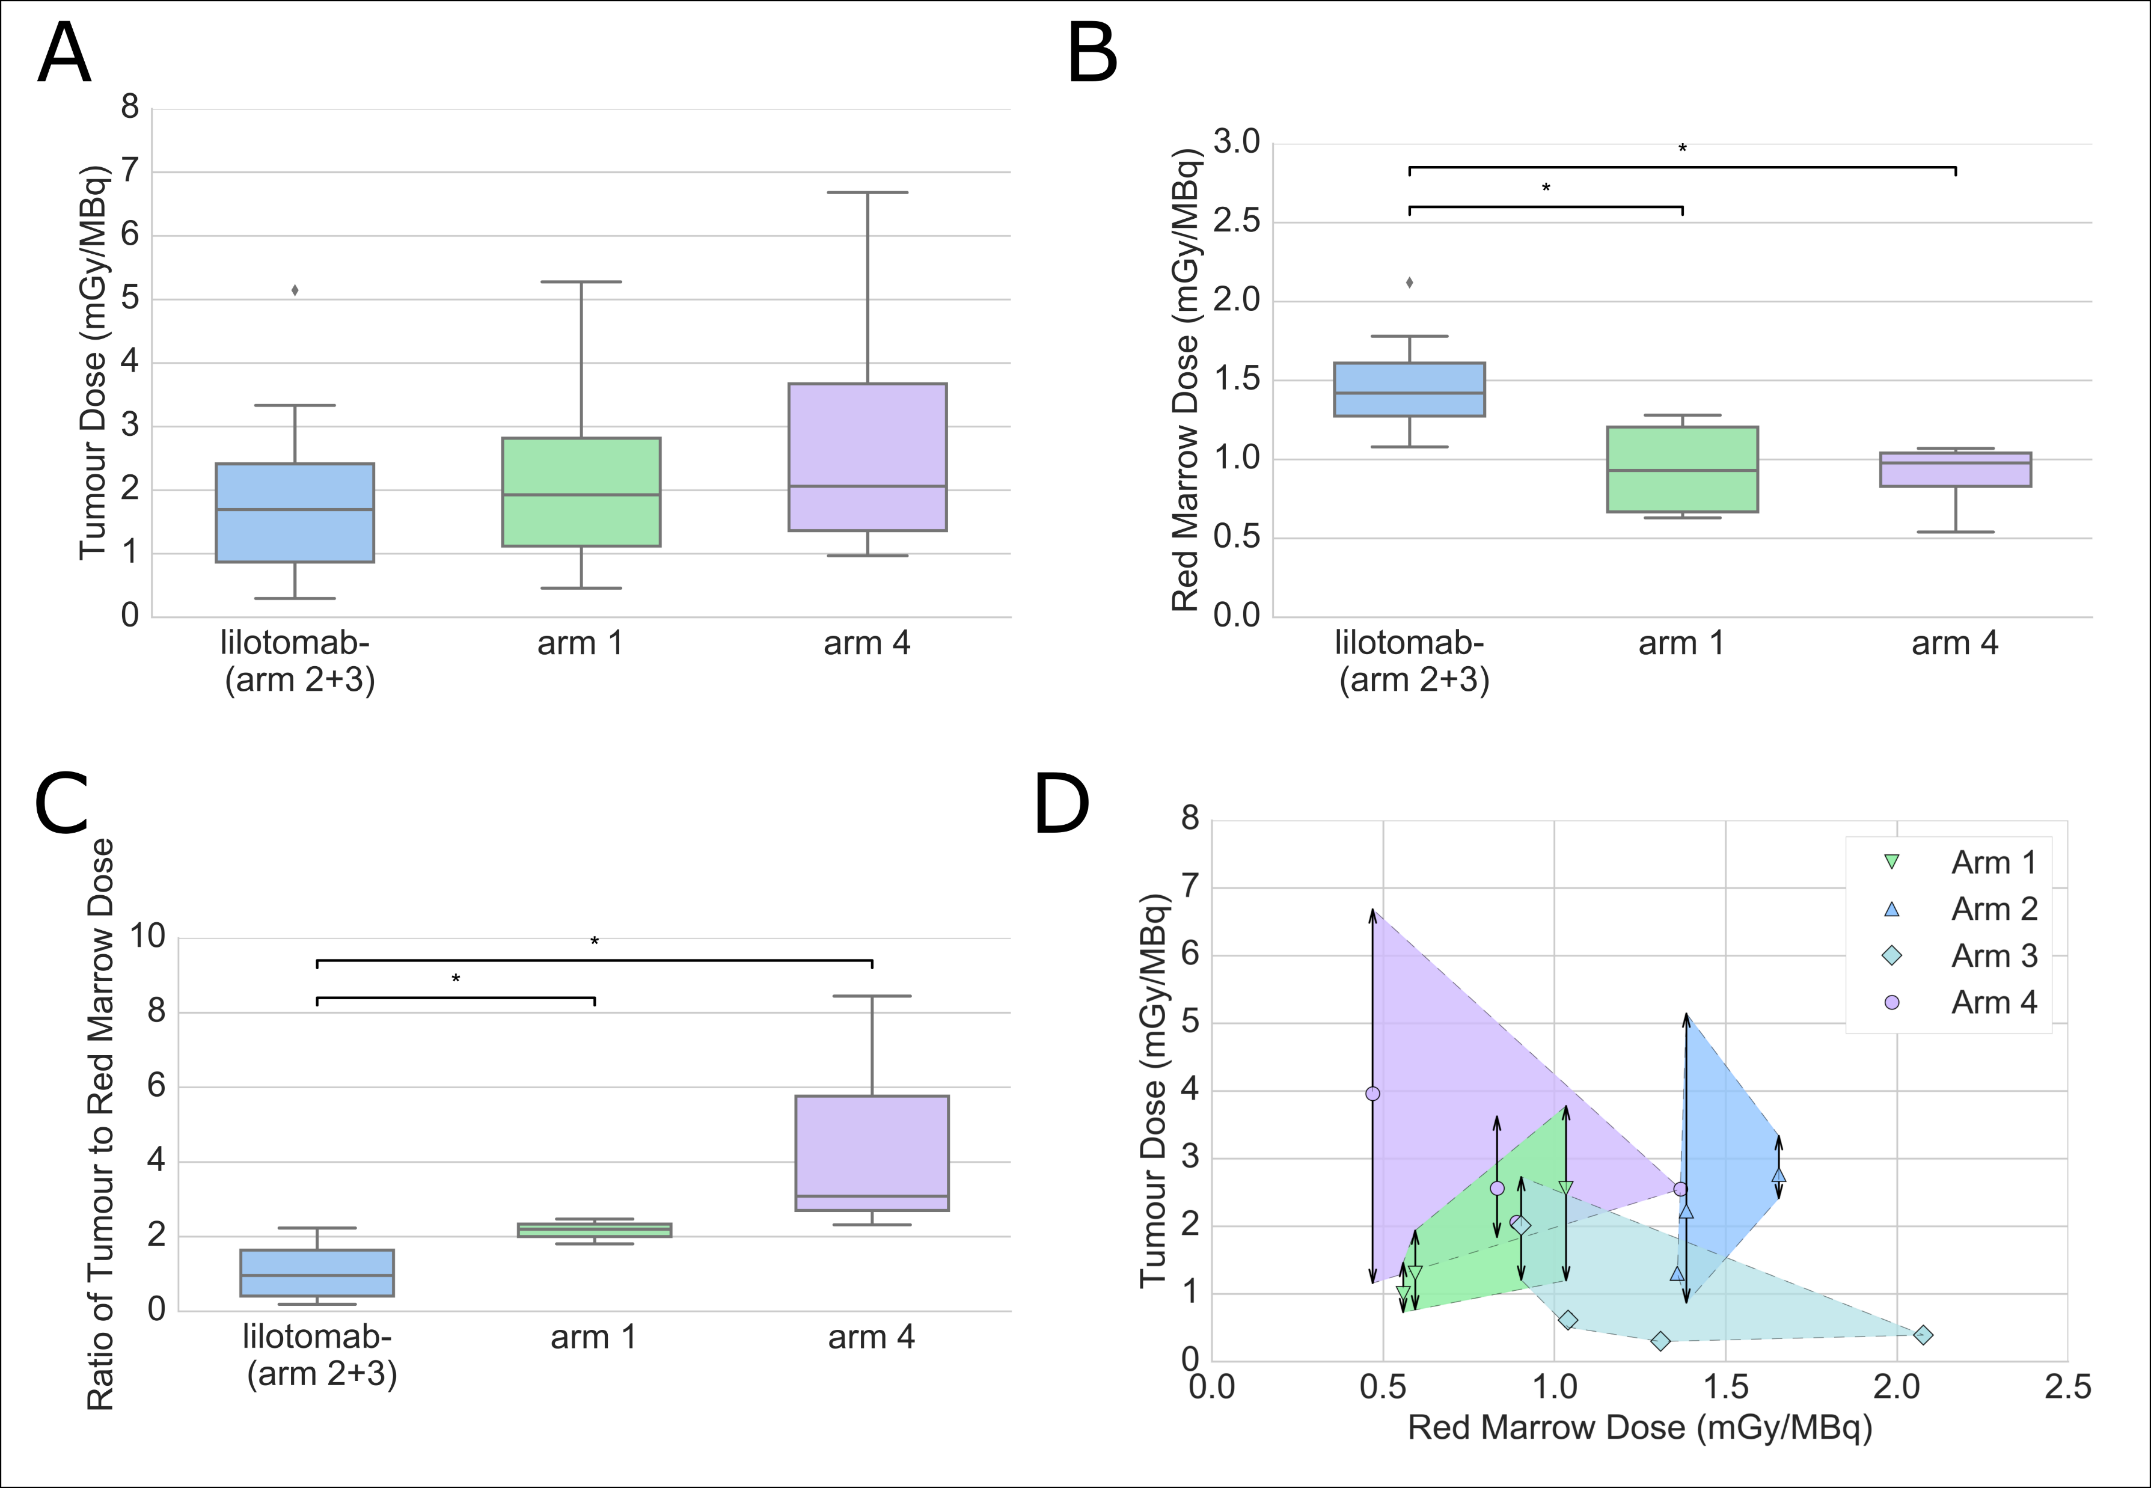 A
Tumour Dose (mGy/MBq)
8
7
6
5
4
3
2
1
0
lilotomab-
(arm 2+3)
arm 1
arm 4
B
Red Marrow Dose (mGy/MBq)
3.0
2.5
2.0
1.5
1.0
0.5
0.0
*
*
lilotomab-
(arm 2+3)
arm 1
arm 4
C
Ratio of Tumour to Red Marrow Dose
10
8
6
4
2
0
*
*
lilotomab-
(arm 2+3)
arm 1
arm 4
D
Tumour Dose (mGy/MBq)
8
7
6
5
4
3
2
1
0
Arm 1
Arm 2
Arm 3
Arm 4
0.0 0.5 1.0 1.5 2.0 2.5
Red Marrow Dose (mGy/MBq)